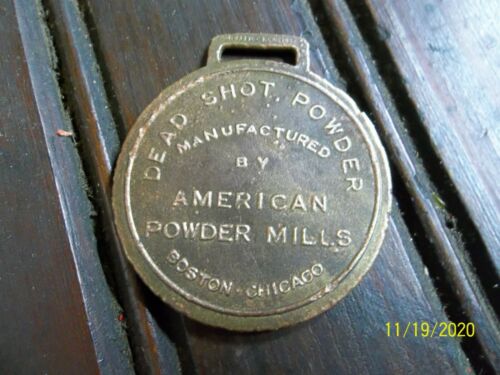 DEAD SHOT POWDER
MANUFACTURED
BY
AMERICAN
POWDER MILLS
BOSTON-CHICAGO
11/19/2020